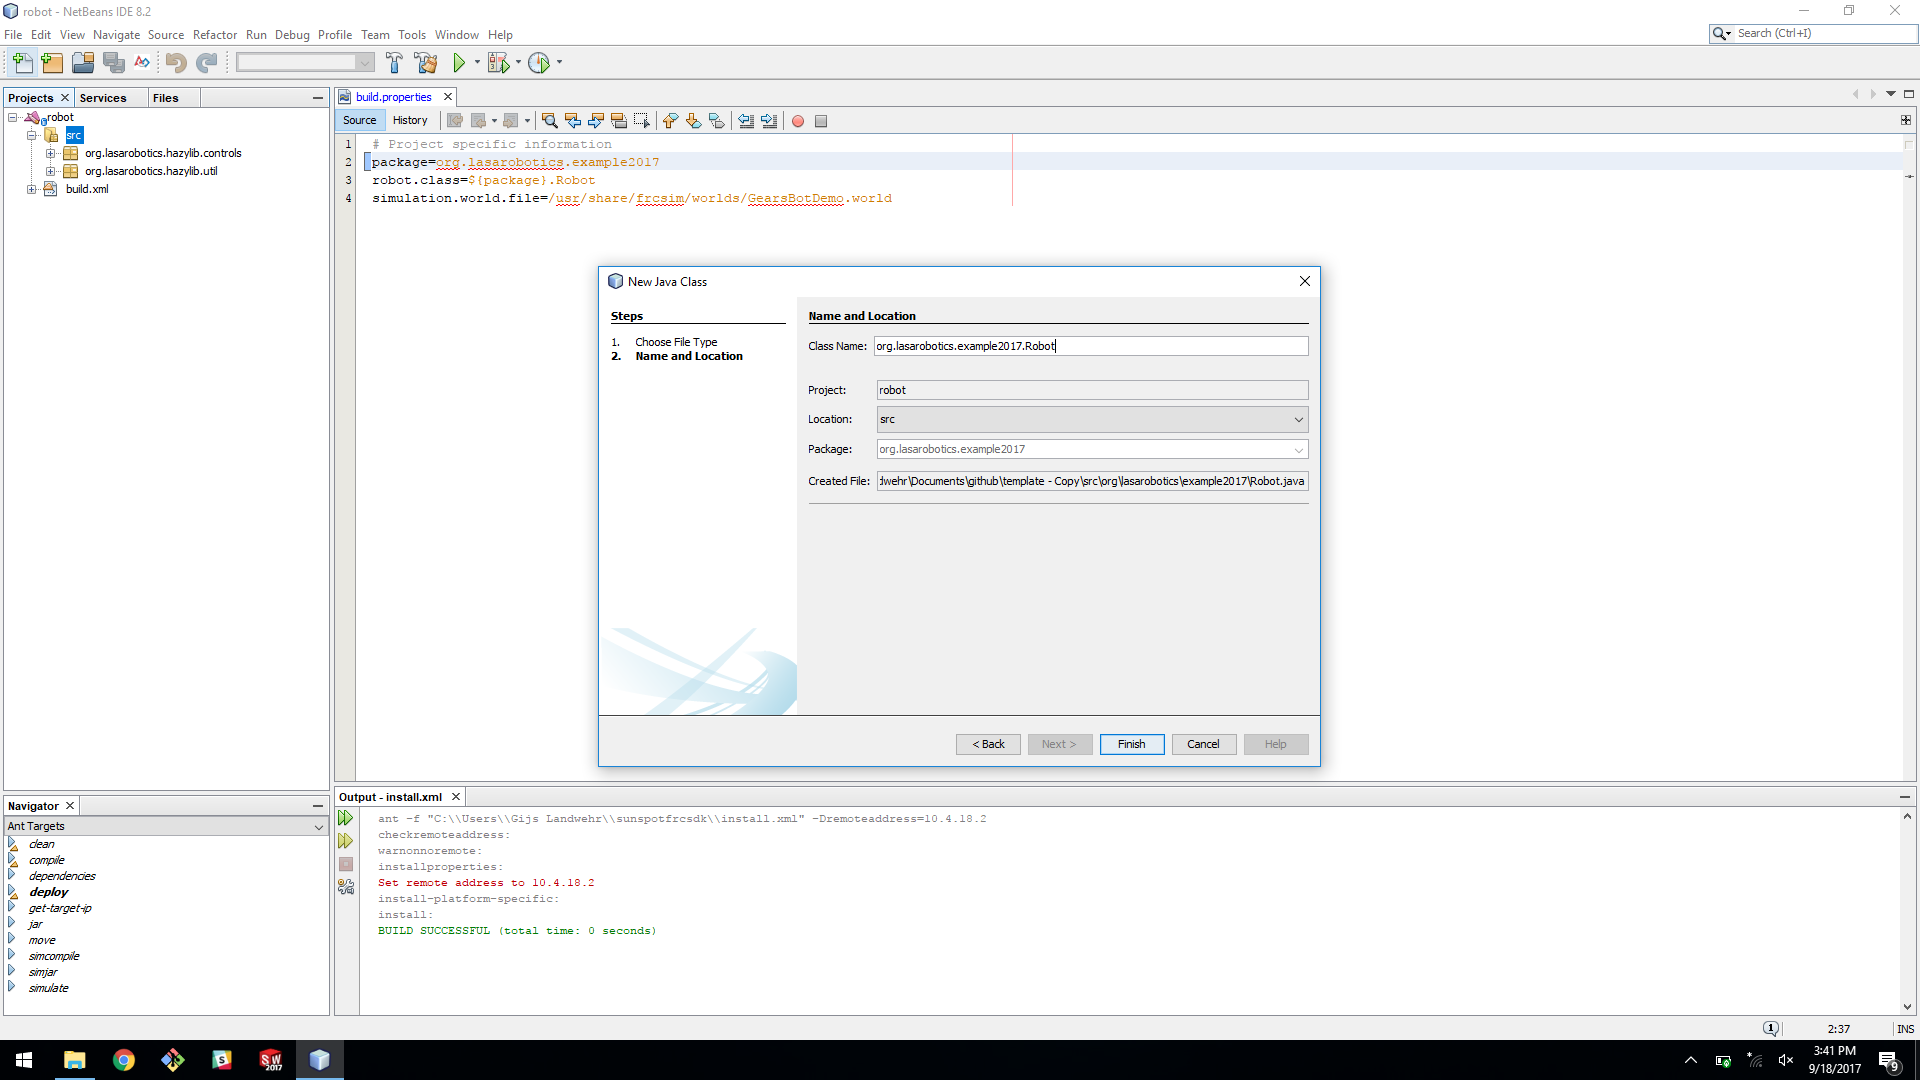 robot - NetBeans IDE 8.2
File Edit View Navigate Source Refactor Run Debug Profile Team Tools Window Help
Search (Ctrl+I)
Projects Services Files
robot
src
org.lasarobotics.hazylib.controls
org.lasarobotics.hazylib.util
build.xml
build.properties
Source History
1 # Project specific information
2 package=org.lasarobotics.example2017
3 robot.class=${package}.Robot
4 simulation.world.file=/usr/share/frcsim/worlds/GearsBotDemo.world
New Java Class
Steps
1. Choose File Type
2. Name and Location
Name and Location
Class Name: org.lasarobotics.example2017.Robot
Project: robot
Location: src
Package: org.lasarobotics.example2017
Created File: dwehr\Documents\github\template - Copy\src\org\lasarobotics\example2017\Robot.java
< Back Next > Finish Cancel Help
Navigator
Ant Targets
clean
compile
dependencies
deploy
get-target-ip
jar
move
simcompile
simjar
simulate
Output - install.xml
ant -f "C:\\Users\\Gijs Landwehr\\sunspotfrcsdk\\install.xml" -Dremoteaddress=10.4.18.2
checkremoteaddress:
warnonnoremote:
installproperties:
Set remote address to 10.4.18.2
install-platform-specific:
install:
BUILD SUCCESSFUL (total time: 0 seconds)
1 2:37 INS
S
SW
2017
3:41 PM
9/18/2017
9